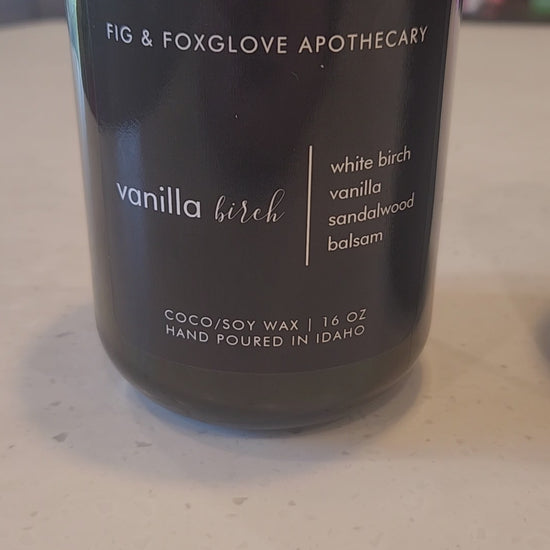 FIG & FOXGLOVE APOTHECARY
vanilla birch
white birch
vanilla
sandalwood
balsam
COCO/SOY WAX | 16 OZ
HAND POURED IN IDAHO